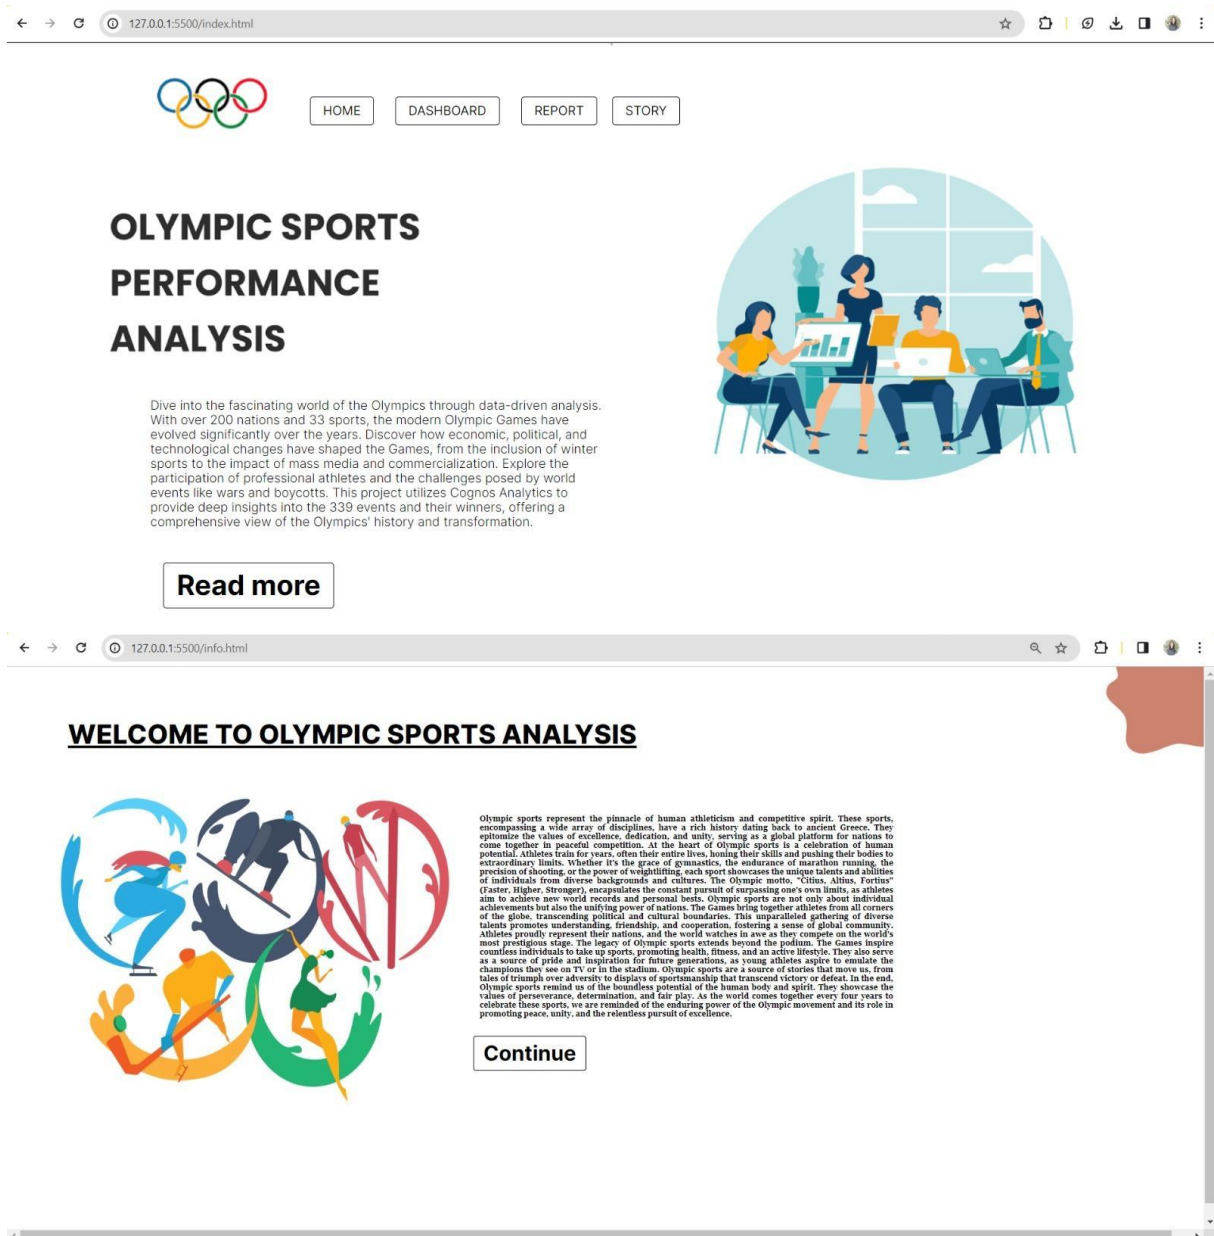 127.0.0.1:5500/index.html
HOME DASHBOARD REPORT STORY
OLYMPIC SPORTS
PERFORMANCE
ANALYSIS
Dive into the fascinating world of the Olympics through data-driven analysis.
With over 200 nations and 33 sports, the modern Olympic Games have
evolved significantly over the years. Discover how economic, political, and
technological changes have shaped the Games, from the inclusion of winter
sports to the impact of mass media and commercialization. Explore the
participation of professional athletes and the challenges posed by world
events like wars and boycotts. This project utilizes Cognos Analytics to
provide deep insights into the 339 events and their winners, offering a
comprehensive view of the Olympics' history and transformation.
Read more
127.0.0.1:5500/info.html
WELCOME TO OLYMPIC SPORTS ANALYSIS
Olympic sports represent the pinnacle of human athleticism and competitive spirit. These sports,
encompassing a wide array of disciplines, have a rich history dating back to ancient Greece. They
epitomize the values of excellence, dedication, and unity, serving as a global platform for nations to
come together in peaceful competition. At the heart of Olympic sports is a celebration of human
potential. Athletes train for years, often their entire lives, honing their skills and pushing their bodies to
extraordinary limits. Whether it's the grace of gymnastics, the endurance of marathon running, the
precision of shooting, or the power of weightlifting, each sport showcases the unique talents and abilities
of individuals from diverse backgrounds and cultures. The Olympic motto, "Citius, Altius, Fortius"
(Faster, Higher, Stronger), encapsulates the constant pursuit of surpassing one's own limits, as athletes
aim to achieve new world records and personal bests. Olympic sports are not only about individual
achievements but also the unifying power of nations. The Games bring together athletes from all corners
of the globe, transcending political and cultural boundaries. This unparalleled gathering of diverse
talents promotes understanding, friendship, and cooperation, fostering a sense of global community.
Athletes proudly represent their nations, and the world watches in awe as they compete on the world's
most prestigious stage. The legacy of Olympic sports extends beyond the podium. The Games inspire
countless individuals to take up sports, promoting health, fitness, and an active lifestyle. They also serve
as a source of pride and inspiration for future generations, as young athletes aspire to emulate the
champions they see on TV or in the stadium. Olympic sports are a source of stories that move us, from
tales of triumph over adversity to displays of sportsmanship that transcend victory or defeat. In the end,
Olympic sports remind us of the boundless potential of the human body and spirit. They showcase the
values of perseverance, determination, and fair play. As the world comes together every four years to
celebrate these sports, we are reminded of the enduring power of the Olympic movement and its role in
promoting peace, unity, and the relentless pursuit of excellence.
Continue